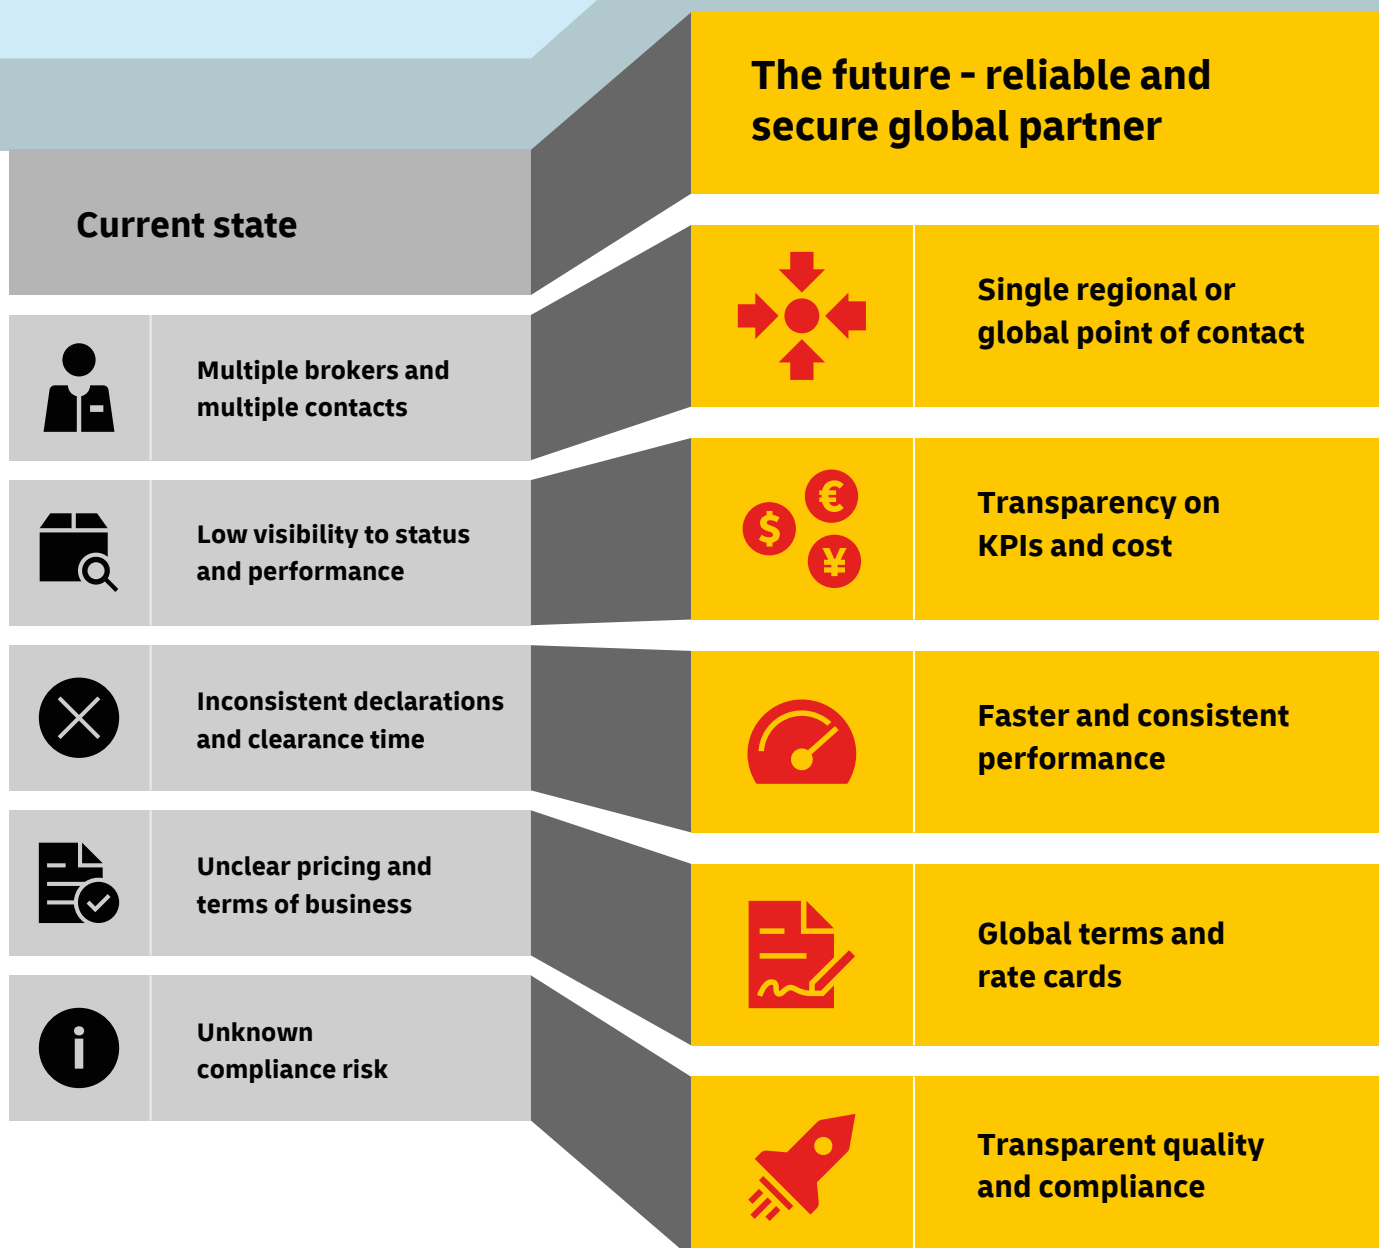 The future - reliable and
secure global partner
Current state
Multiple brokers and
multiple contacts
Single regional or
global point of contact
Low visibility to status
and performance
$
€
¥
Transparency on
KPIs and cost
Inconsistent declarations
and clearance time
Faster and consistent
performance
Unclear pricing and
terms of business
Global terms and
rate cards
i
Unknown
compliance risk
Transparent quality
and compliance